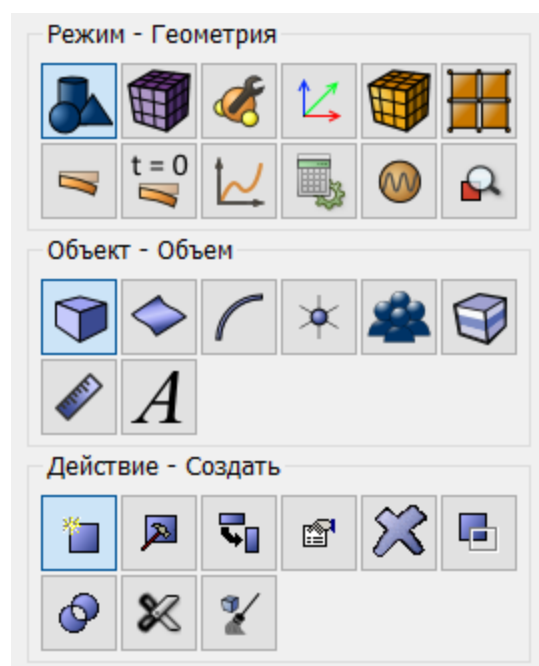 Режим - Геометрия
t = 0
Объект - Объем
A
Действие - Создать